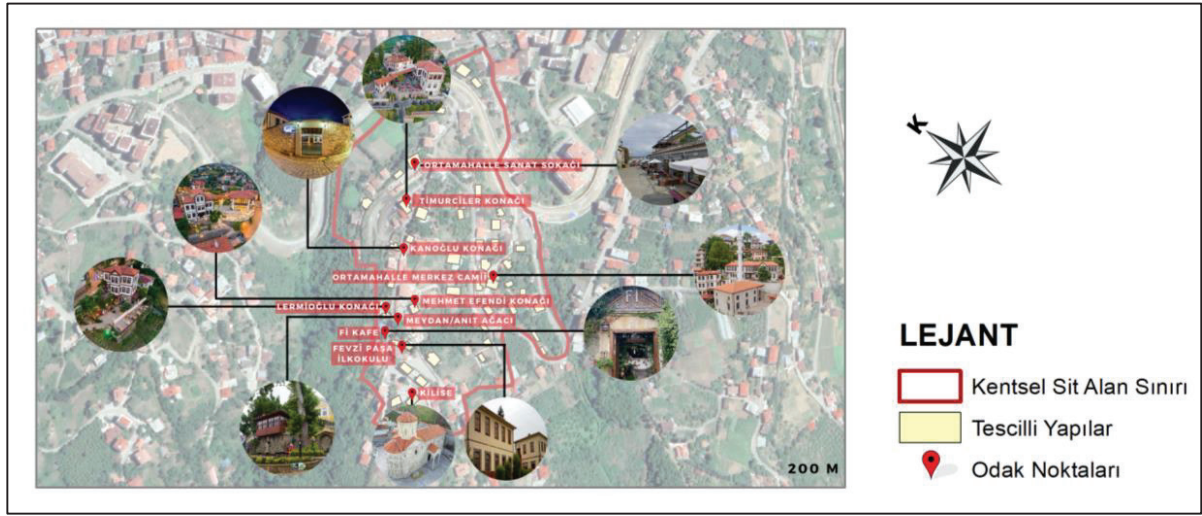 ORTAMAHALLE SANAT SOKAĞI
TİMURCİLER KONAĞI
KANOĞLU KONAĞI
ORTAMAHALLE MERKEZ CAMİİ
MEHMET EFENDİ KONAĞI
LERMİOĞLU KONAĞI
MEYDAN/ANIT AĞACI
Fİ KAFE
FEVZİ PAŞA
İLKOKULU
KİLİSE
Fİ
200 M
K
LEJANT
Kentsel Sit Alan Sınırı
Tescilli Yapılar
Odak Noktaları